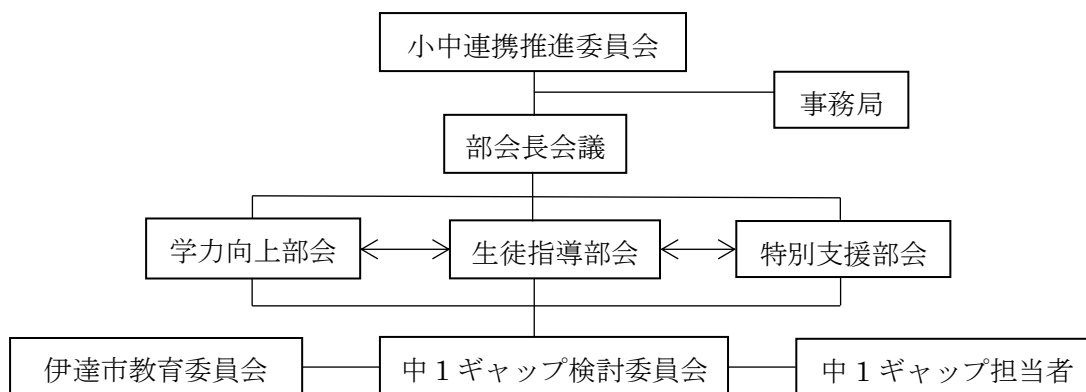 小中連携推進委員会
事務局
部会長会議
学力向上部会
生徒指導部会
特別支援部会
伊達市教育委員会
中１ギャップ検討委員会
中１ギャップ担当者